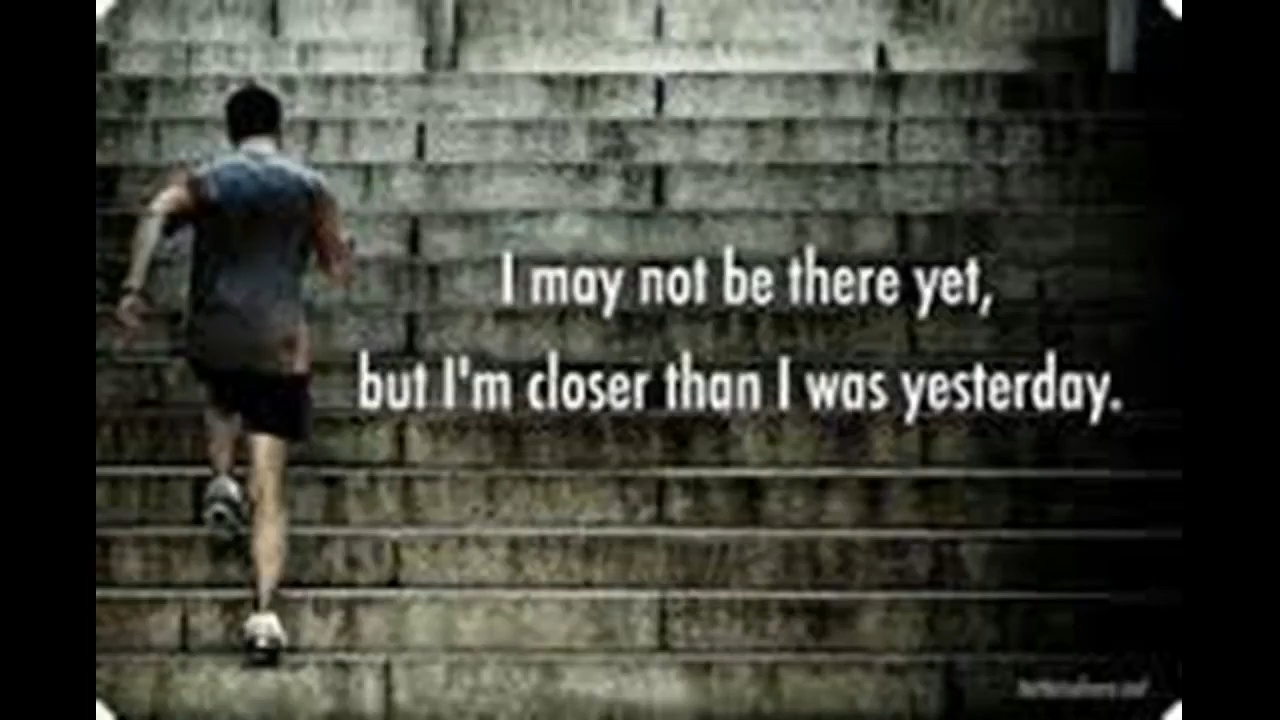 I may not be there yet,
but I'm closer than I was yesterday.